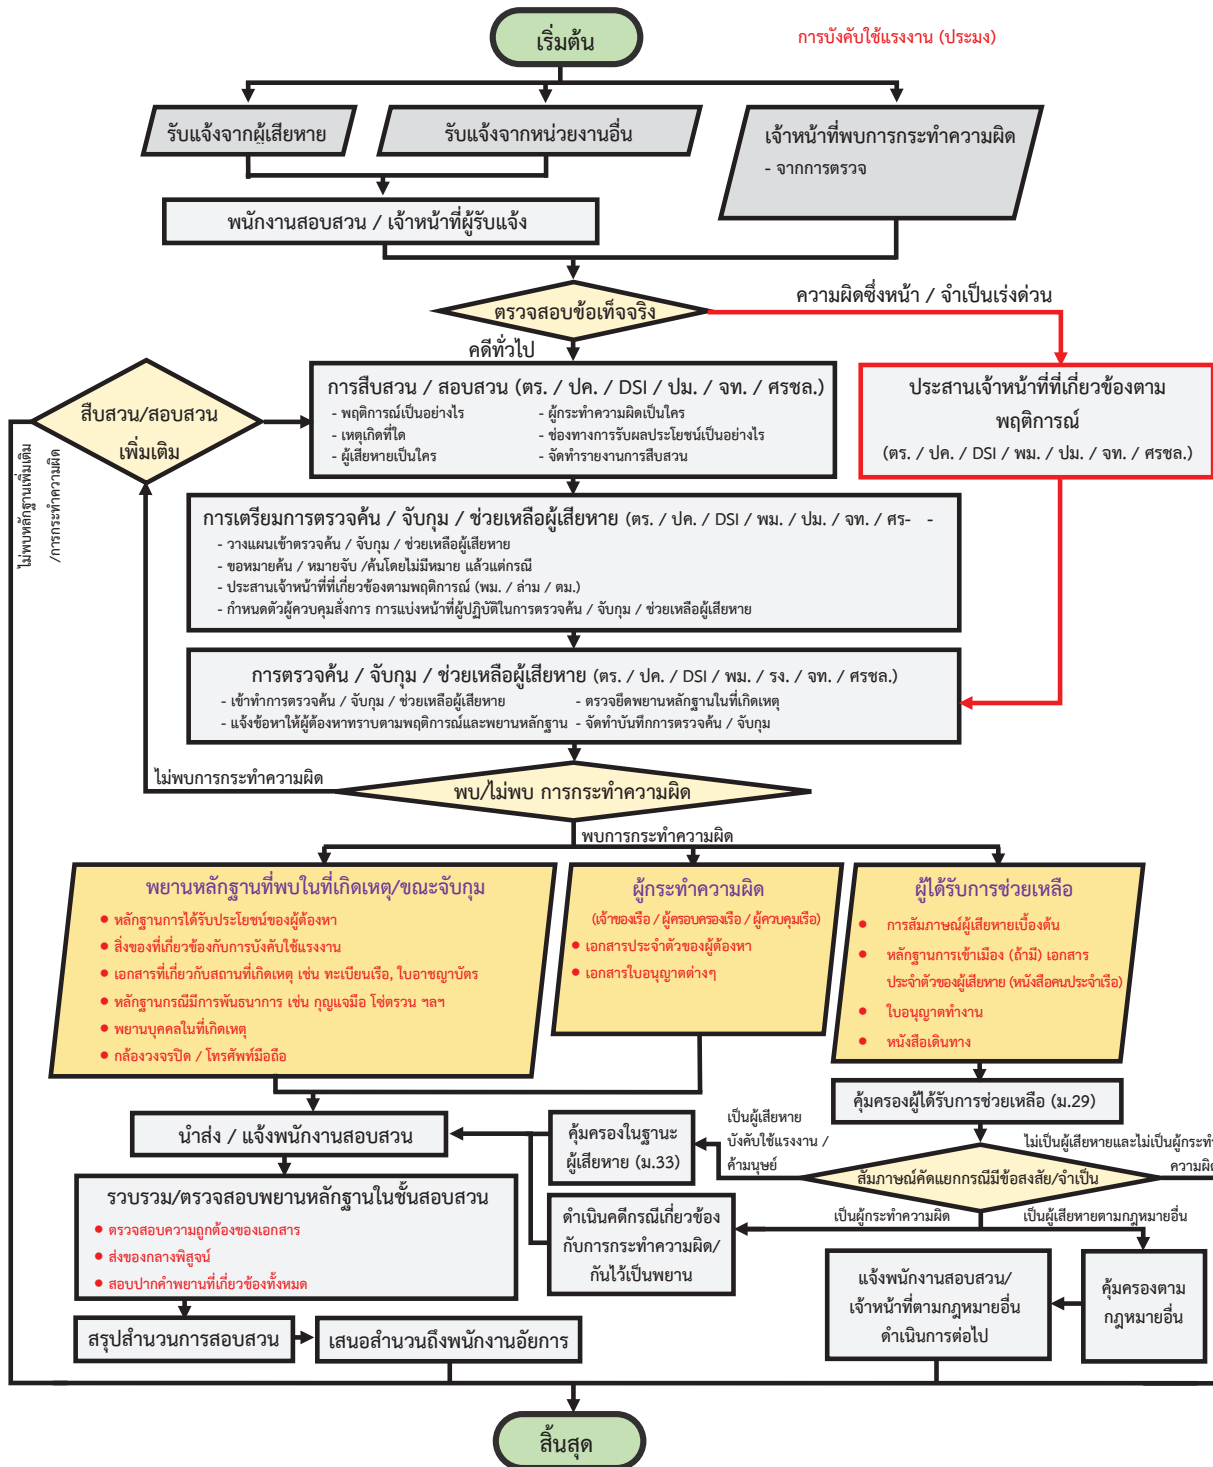 เริ่มต้น
การบังคับใช้แรงงาน (ประมง)
รับแจ้งจากผู้เสียหาย
รับแจ้งจากหน่วยงานอื่น
เจ้าหน้าที่พบการกระทำความผิด
- จากการตรวจ
พนักงานสอบสวน / เจ้าหน้าที่ผู้รับแจ้ง
ตรวจสอบข้อเท็จจริง
ความผิดซึ่งหน้า / จำเป็นเร่งด่วน
คดีทั่วไป
การสืบสวน / สอบสวน (ตร. / ปค. / DSI / ปม. / จท. / ศรชล.)
- พฤติการณ์เป็นอย่างไร
- ผู้กระทำความผิดเป็นใคร
- เหตุเกิดที่ใด
- ช่องทางการรับผลประโยชน์เป็นอย่างไร
- ผู้เสียหายเป็นใคร
- จัดทำรายงานการสืบสวน
ประสานเจ้าหน้าที่ที่เกี่ยวข้องตาม
พฤติการณ์
(ตร. / ปค. / DSI / พม. / ปม. / จท. / ศรชล.)
สืบสวน/สอบสวน
เพิ่มเติม
ไม่พบหลักฐานเพิ่มเติม
/การกระทำความผิด
การเตรียมการตรวจค้น / จับกุม / ช่วยเหลือผู้เสียหาย (ตร. / ปค. / DSI / พม. / ปม. / จท. / ศร- -
- วางแผนเข้าตรวจค้น / จับกุม / ช่วยเหลือผู้เสียหาย
- ขอหมายค้น / หมายจับ /ค้นโดยไม่มีหมาย แล้วแต่กรณี
- ประสานเจ้าหน้าที่ที่เกี่ยวข้องตามพฤติการณ์ (พม. / ล่าม / ตม.)
- กำหนดตัวผู้ควบคุมสั่งการ การแบ่งหน้าที่ผู้ปฏิบัติในการตรวจค้น / จับกุม / ช่วยเหลือผู้เสียหาย
การตรวจค้น / จับกุม / ช่วยเหลือผู้เสียหาย (ตร. / ปค. / DSI / พม. / รง. / จท. / ศรชล.)
- เข้าทำการตรวจค้น / จับกุม / ช่วยเหลือผู้เสียหาย
- ตรวจยึดพยานหลักฐานในที่เกิดเหตุ
- แจ้งข้อหาให้ผู้ต้องหาทราบตามพฤติการณ์และพยานหลักฐาน
- จัดทำบันทึกการตรวจค้น / จับกุม
ไม่พบการกระทำความผิด
พบ/ไม่พบ การกระทำความผิด
พบการกระทำความผิด
พยานหลักฐานที่พบในที่เกิดเหตุ/ขณะจับกุม
● หลักฐานการได้รับประโยชน์ของผู้ต้องหา
● สิ่งของที่เกี่ยวข้องกับการบังคับใช้แรงงาน
● เอกสารที่เกี่ยวกับสถานที่เกิดเหตุ เช่น ทะเบียนเรือ, ใบอาชญาบัตร
● หลักฐานกรณีมีการพันธนาการ เช่น กุญแจมือ โซ่ตรวน ฯลฯ
● พยานบุคคลในที่เกิดเหตุ
● กล้องวงจรปิด / โทรศัพท์มือถือ
ผู้กระทำความผิด
(เจ้าของเรือ / ผู้ครอบครองเรือ / ผู้ควบคุมเรือ)
● เอกสารประจำตัวของผู้ต้องหา
● เอกสารใบอนุญาตต่างๆ
ผู้ได้รับการช่วยเหลือ
● การสัมภาษณ์ผู้เสียหายเบื้องต้น
● หลักฐานการเข้าเมือง (ถ้ามี) เอกสาร
ประจำตัวของผู้เสียหาย (หนังสือคนประจำเรือ)
● ใบอนุญาตทำงาน
● หนังสือเดินทาง
คุ้มครองผู้ได้รับการช่วยเหลือ (ม.29)
นำส่ง / แจ้งพนักงานสอบสวน
คุ้มครองในฐานะ
ผู้เสียหาย (ม.33)
เป็นผู้เสียหาย
บังคับใช้แรงงาน /
ค้ามนุษย์
สัมภาษณ์คัดแยกกรณีมีข้อสงสัย/จำเป็น
ไม่เป็นผู้เสียหายและไม่เป็นผู้กระทำ
ความผิด
เป็นผู้กระทำความผิด
เป็นผู้เสียหายตามกฎหมายอื่น
รวบรวม/ตรวจสอบพยานหลักฐานในชั้นสอบสวน
● ตรวจสอบความถูกต้องของเอกสาร
● ส่งของกลางพิสูจน์
● สอบปากคำพยานที่เกี่ยวข้องทั้งหมด
ดำเนินคดีกรณีเกี่ยวข้อง
กับการกระทำความผิด/
กันไว้เป็นพยาน
แจ้งพนักงานสอบสวน/
เจ้าหน้าที่ตามกฎหมายอื่น
ดำเนินการต่อไป
คุ้มครองตาม
กฎหมายอื่น
สรุปสำนวนการสอบสวน
เสนอสำนวนถึงพนักงานอัยการ
สิ้นสุด